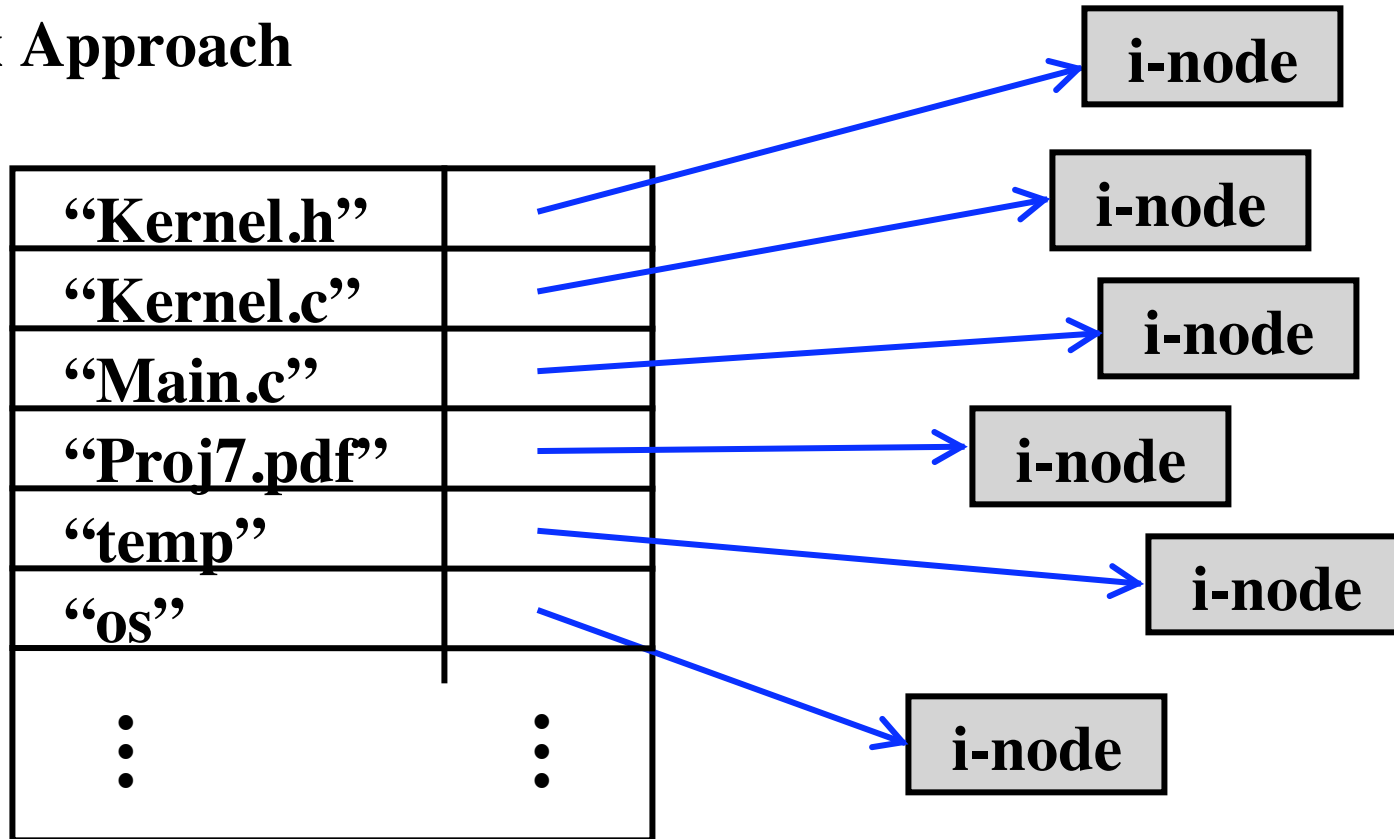 Approach
i-node
“Kernel.h”
i-node
“Kernel.c”
i-node
“Main.c”
“Proj7.pdf”
i-node
“temp”
i-node
“os”
i-node